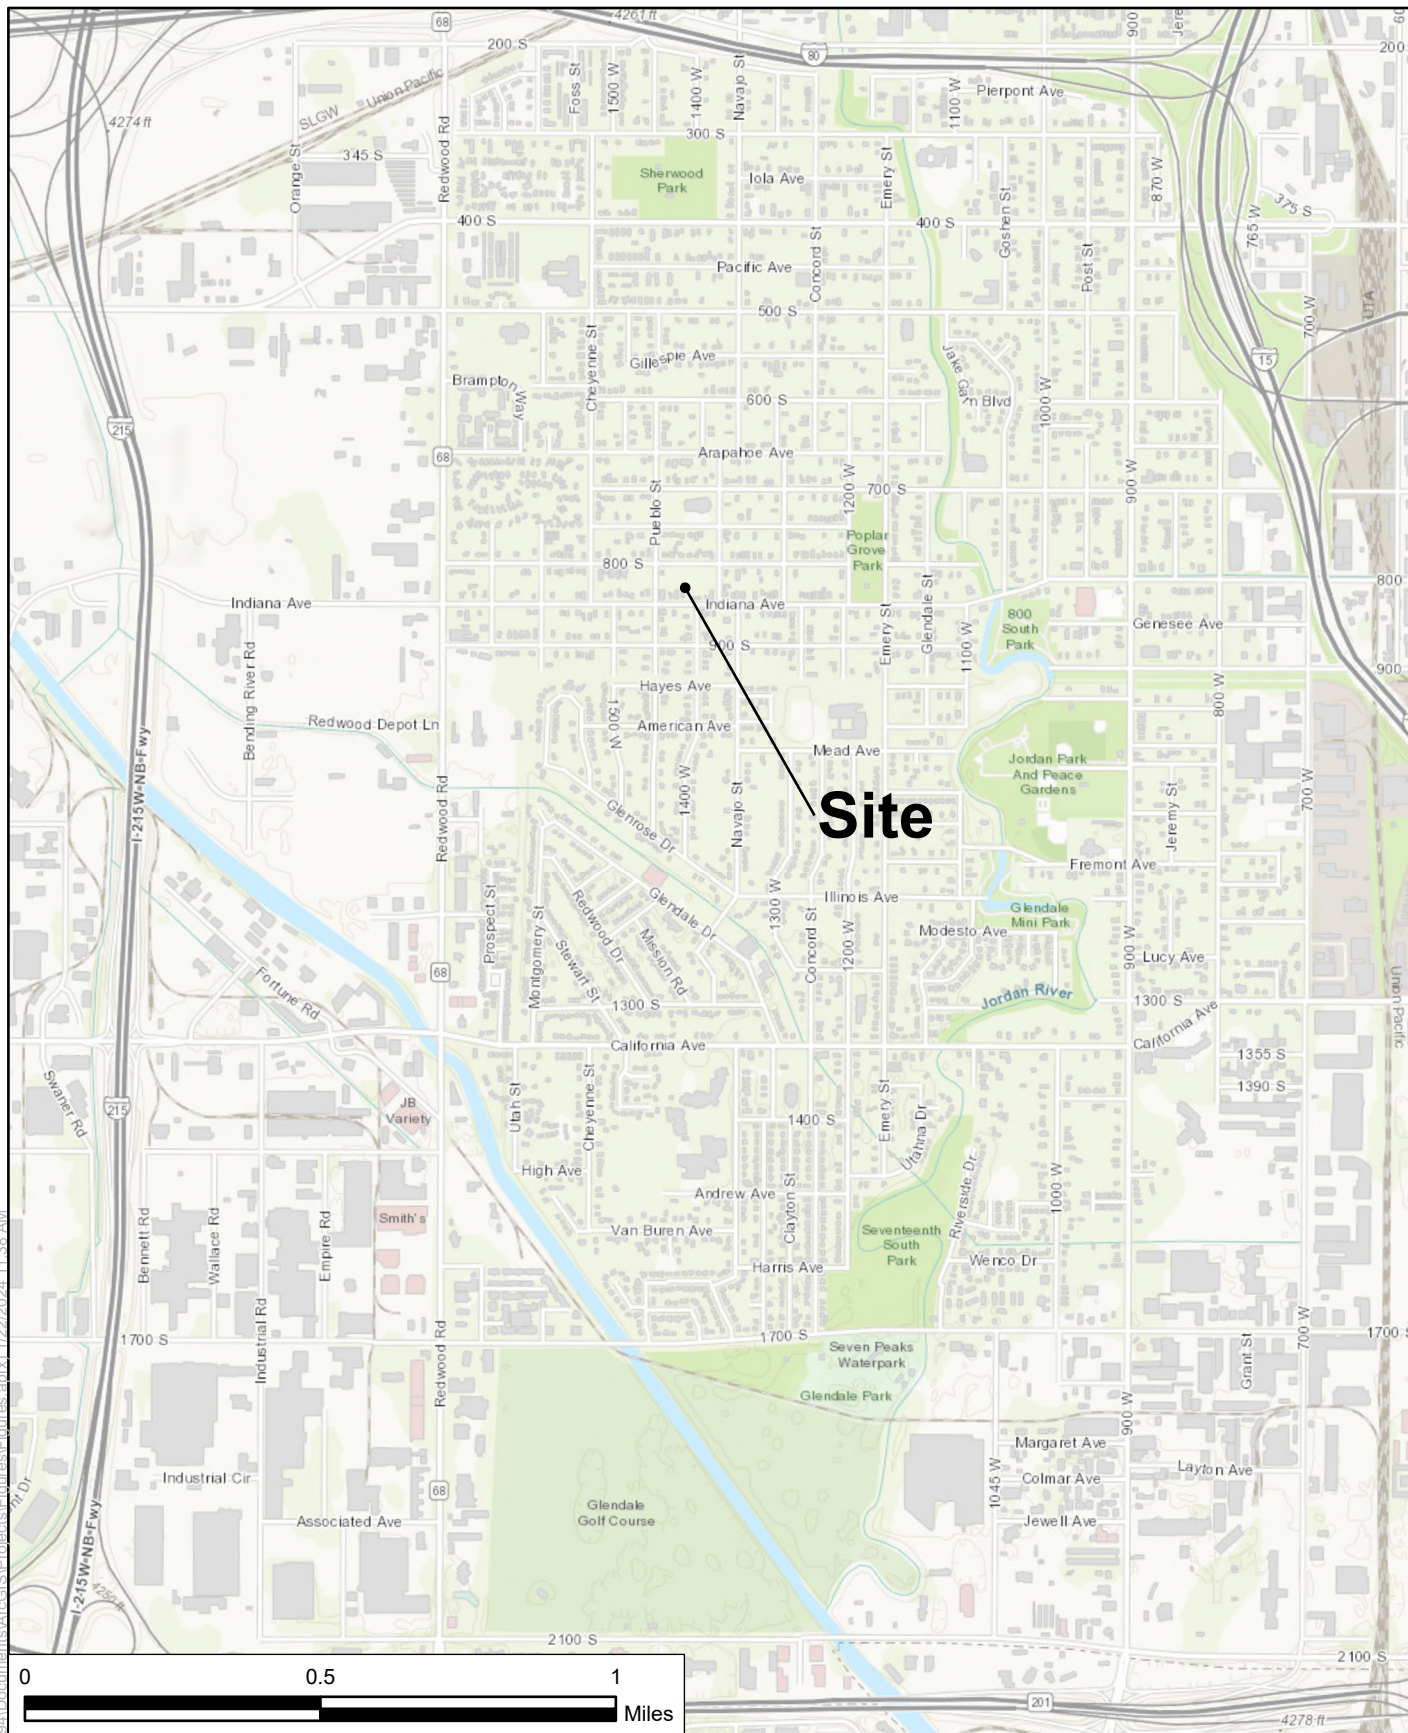 4261 ft
68
80
200 S
200
900
Jere
60
Foss St
1500 W
1400 W
Navajo St
1100 W
Pierpont Ave
Union Pacific
SLGW
4274 ft
Redwood Rd
300 S
345 S
Orange St
Sherwood
Park
Iola Ave
Emery St
870 W
375 S
765 W
400 S
400 S
Goshen St
Concord St
Pacific Ave
Post St
500 S
UTA
700 W
Cheyenne St
Gillespie Ave
Jake Garn Blvd
15
Brampton Way
600 S
1000 W
215
68
Arapahoe Ave
900 W
1200 W
700 S
Pueblo St
Poplar
Grove
Park
800 S
800
Indiana Ave
Indiana Ave
Glendale St
800
South
Park
Genesee Ave
Emery St
900 S
1100 W
900
Bending River Rd
Hayes Ave
800 W
Redwood Depot Ln
1500 W
American Ave
Mead Ave
Jordan Park
And Peace
Gardens
I-215W-NB-Fwy
Redwood Rd
1400 W
Navajo St
Site
Jeremy St
700 W
Glenrose Dr
Fremont Ave
Illinois Ave
Glendale Dr
1300 W
Glendale
Mini Park
Prospect St
Montgomery St
Redwood Dr
Mission Rd
Stewart St
Concord St
1200 W
Modesto Ave
900 W
Lucy Ave
68
Fortune Rd
Jordan River
1300 S
1300 S
Union Pacific
California Ave
California Ave
1355 S
1390 S
Swaner Rd
215
JB
Variety
Utah St
Cheyenne St
1400 S
Emery St
Utahna Dr
High Ave
Andrew Ave
Clayton St
Riverside Dr
1000 W
Smith's
Bennett Rd
Wallace Rd
Empire Rd
Van Buren Ave
Seventeenth
South
Park
Harris Ave
Wenco Dr
Industrial Rd
Redwood Rd
1700 S
1700 S
1700 S
700 W
Grant St
Seven Peaks
Waterpark
Glendale Park
900 W
Margaret Ave
1045 W
Colmar Ave
Layton Ave
Industrial Cir
68
nt Dr
Associated Ave
Glendale
Golf Course
Jewell Ave
I-215W-NB-Fwy
4250 ft
2100 S
2100 S
0 0.5 1
Miles
201
4278 ft